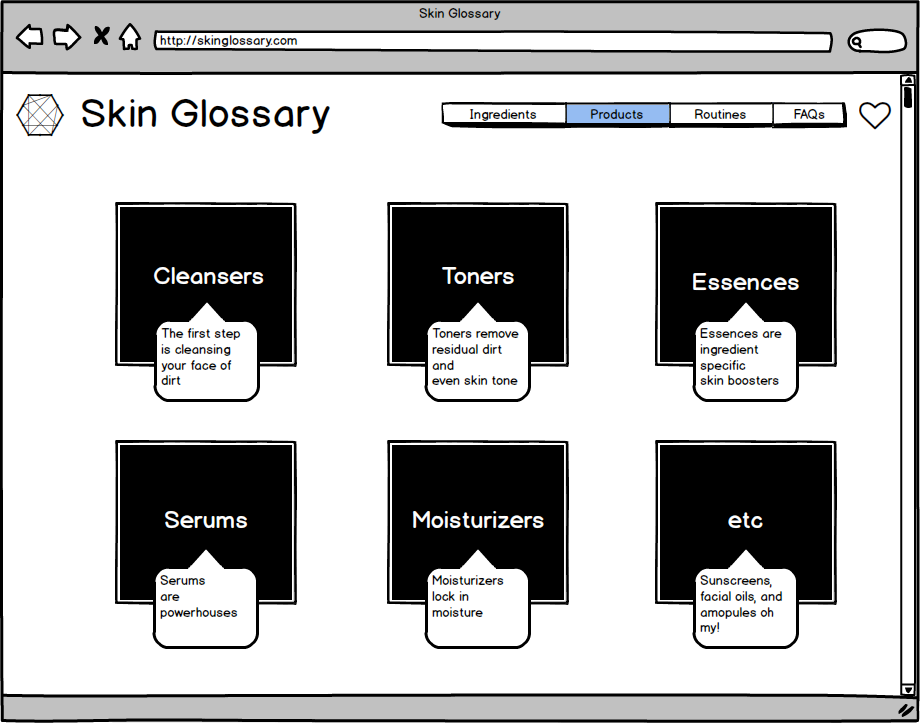 Skin Glossary
http://skinglossary.com
Skin Glossary
Ingredients
Products
Routines
FAQs
Cleansers
The first step
is cleansing
your face of
dirt
Toners
Toners remove
residual dirt
and
even skin tone
Essences
Essences are
ingredient
specific
skin boosters
Serums
Serums
are
powerhouses
Moisturizers
Moisturizers
lock in
moisture
etc
Sunscreens,
facial oils, and
amopules oh
my!